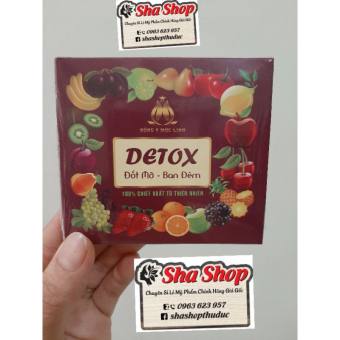 Sha Shop
Chuyên Sỉ Lẻ Mỹ Phẩm Chính Hãng Giá Gốc
0963 623 957
shashopthuduc
ĐÔNG Y MỘC LINH
DETOX
Đốt Mỡ - Ban Đêm
100% CHIẾT XUẤT TỪ THIÊN NHIÊN
Sha Shop
Chuyên Sỉ Lẻ Mỹ Phẩm Chính Hãng Giá Gốc
0963 623 957
shashopthuduc